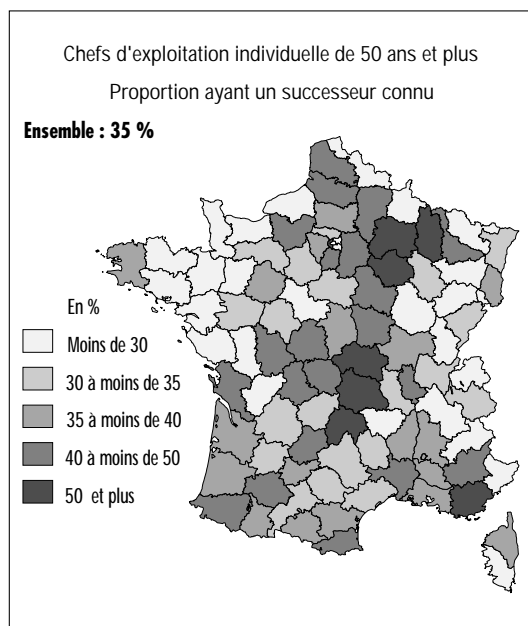 Chefs d'exploitation individuelle de 50 ans et plus
Proportion ayant un successeur connu
Ensemble : 35 %
En %
Moins de 30
30 à moins de 35
35 à moins de 40
40 à moins de 50
50 et plus